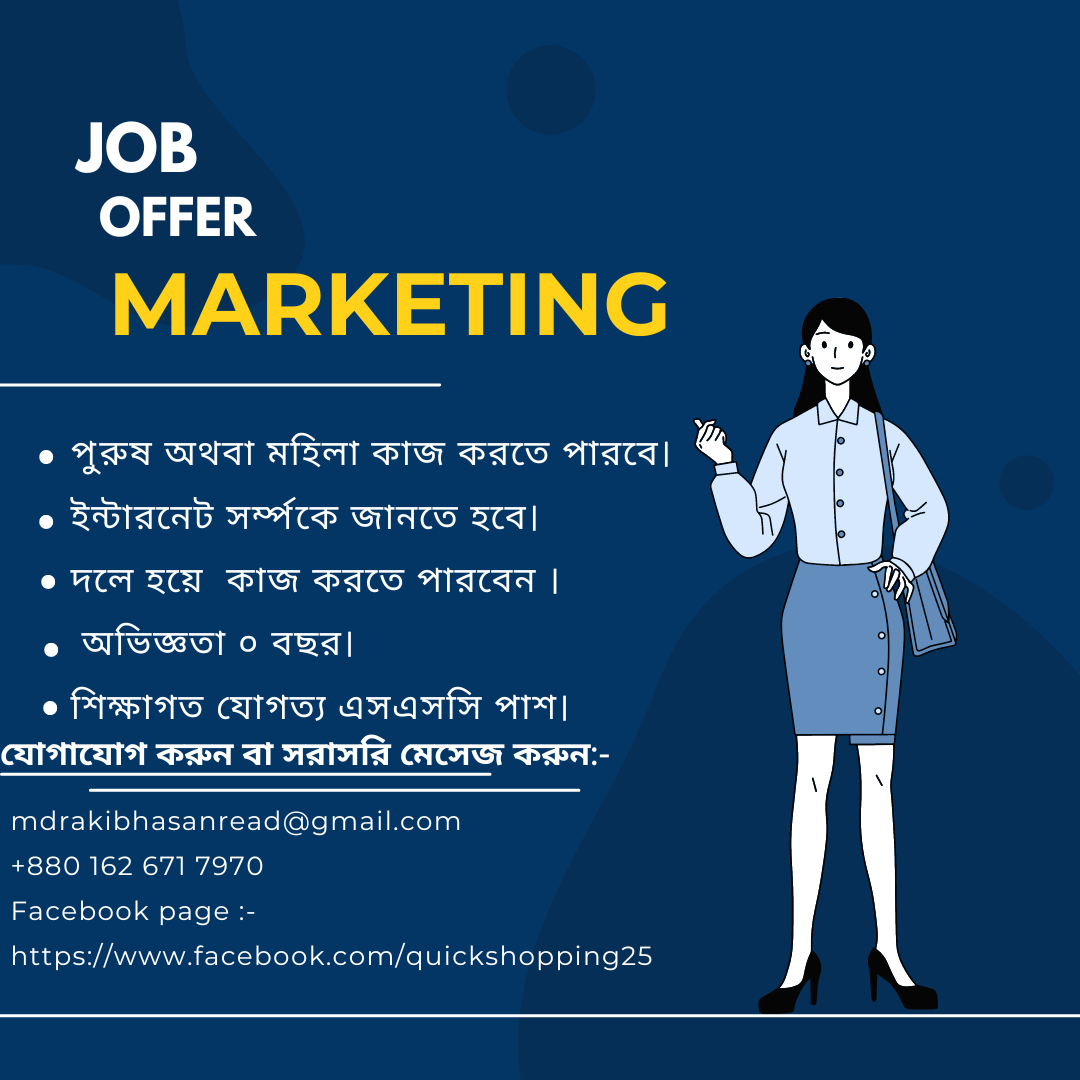 JOB
OFFER
MARKETING
পুরুষ অথবা মহিলা কাজ করতে পারবে।
ইন্টারনেট সর্ম্পকে জানতে হবে।
দলে হয়ে কাজ করতে পারবেন ।
অভিজ্ঞতা ০ বছর।
শিক্ষাগত যোগত্য এসএসসি পাশ।
যোগাযোগ করুন বা সরাসরি মেসেজ করুন:-
mdrakibhasanread@gmail.com
+880 162 671 7970
Facebook page :-
https://www.facebook.com/quickshopping25